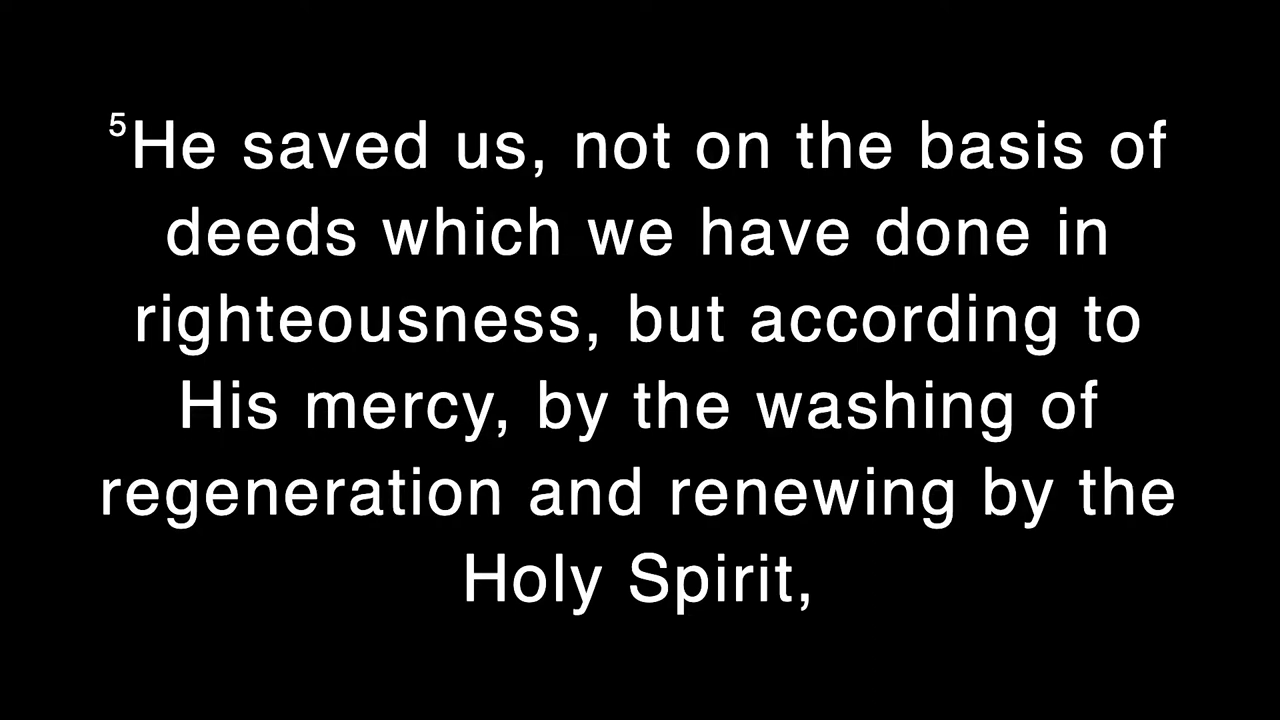 5He saved us, not on the basis of
deeds which we have done in
righteousness, but according to
His mercy, by the washing of
regeneration and renewing by the
Holy Spirit,